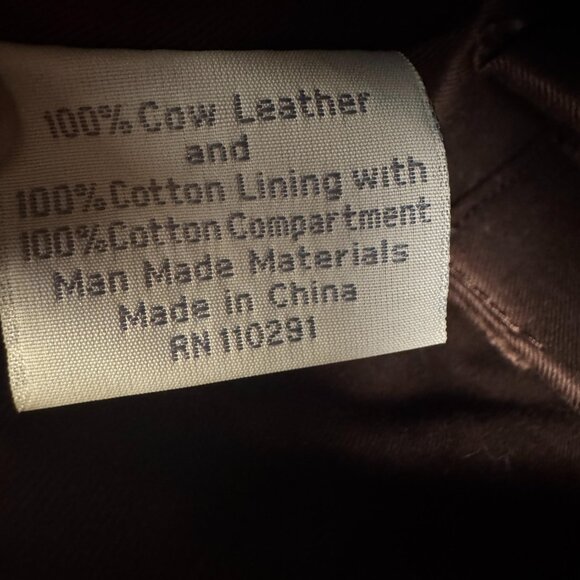 100% Cow Leather
and
100% Cotton Lining with
100% Cotton Compartment
Man Made Materials
Made in China
RN 110291